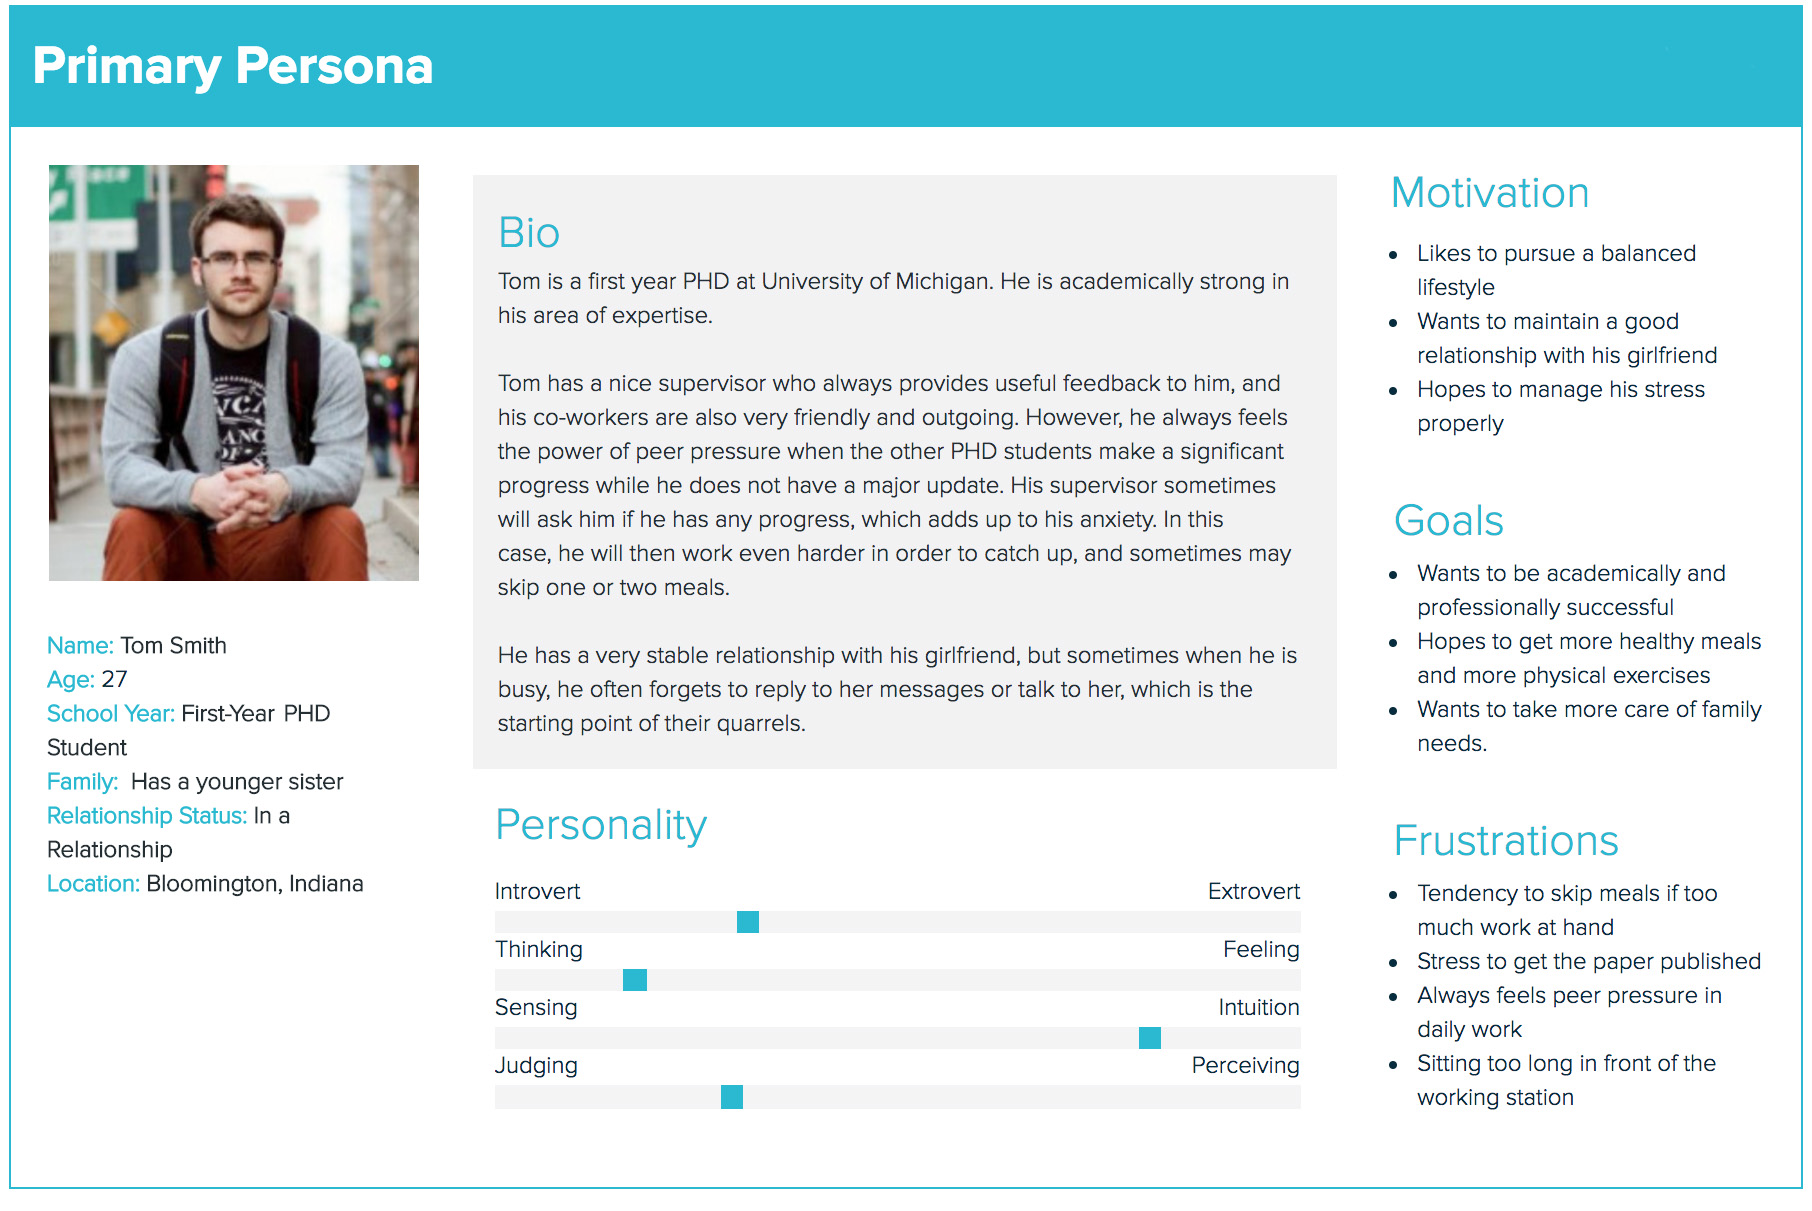 Primary Persona
Name: Tom Smith
Age: 27
School Year: First-Year PHD
Student
Family: Has a younger sister
Relationship Status: In a
Relationship
Location: Bloomington, Indiana
Bio
Tom is a first year PHD at University of Michigan. He is academically strong in
his area of expertise.
Tom has a nice supervisor who always provides useful feedback to him, and
his co-workers are also very friendly and outgoing. However, he always feels
the power of peer pressure when the other PHD students make a significant
progress while he does not have a major update. His supervisor sometimes
will ask him if he has any progress, which adds up to his anxiety. In this
case, he will then work even harder in order to catch up, and sometimes may
skip one or two meals.
He has a very stable relationship with his girlfriend, but sometimes when he is
busy, he often forgets to reply to her messages or talk to her, which is the
starting point of their quarrels.
Personality
Introvert Extrovert
Thinking Feeling
Sensing Intuition
Judging Perceiving
Motivation
• Likes to pursue a balanced
lifestyle
• Wants to maintain a good
relationship with his girlfriend
• Hopes to manage his stress
properly
Goals
• Wants to be academically and
professionally successful
• Hopes to get more healthy meals
and more physical exercises
• Wants to take more care of family
needs.
Frustrations
• Tendency to skip meals if too
much work at hand
• Stress to get the paper published
• Always feels peer pressure in
daily work
• Sitting too long in front of the
working station